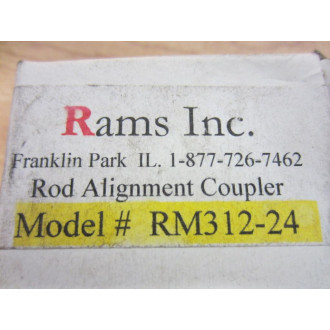 Rams Inc.
Franklin Park IL. 1-877-726-7462
Rod Alignment Coupler
Model # RM312-24